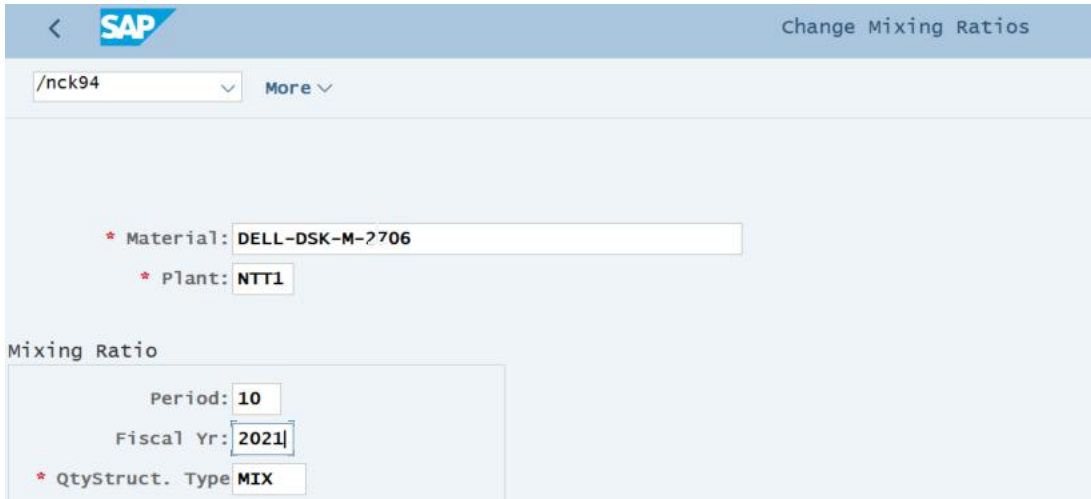 SAP Change Mixing Ratios
/nck94 More
* Material: DELL-DSK-M-2706
* Plant: NTT1
Mixing Ratio
Period: 10
Fiscal Yr: 2021
* QtyStruct. Type MIX